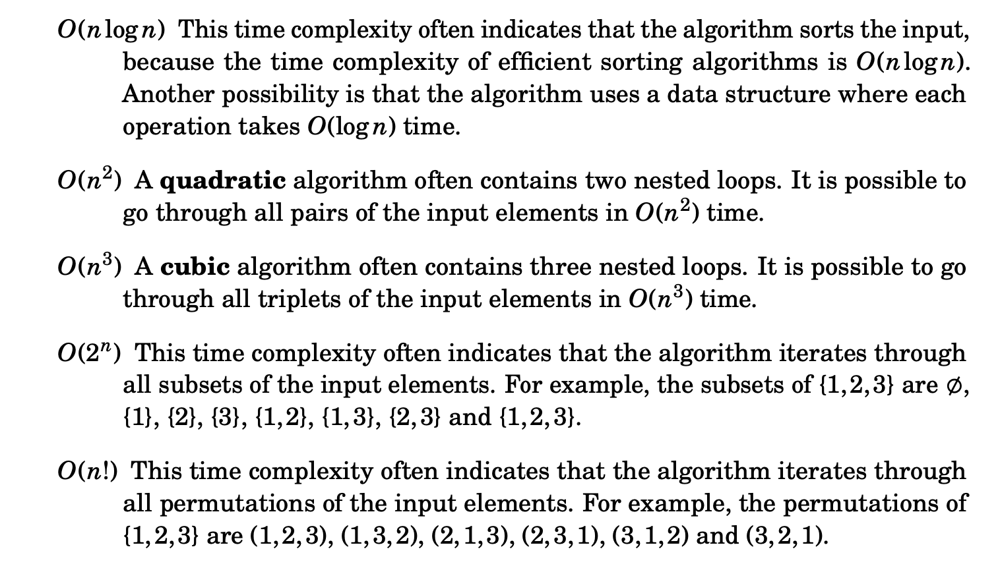 O(n log n) This time complexity often indicates that the algorithm sorts the input,
because the time complexity of efficient sorting algorithms is O(n log n).
Another possibility is that the algorithm uses a data structure where each
operation takes O(log n) time.
O(n²) A quadratic algorithm often contains two nested loops. It is possible to
go through all pairs of the input elements in O(n²) time.
O(n³) A cubic algorithm often contains three nested loops. It is possible to go
through all triplets of the input elements in O(n³) time.
O(2ⁿ) This time complexity often indicates that the algorithm iterates through
all subsets of the input elements. For example, the subsets of {1,2,3} are ∅,
{1}, {2}, {3}, {1,2}, {1,3}, {2,3} and {1,2,3}.
O(n!) This time complexity often indicates that the algorithm iterates through
all permutations of the input elements. For example, the permutations of
{1,2,3} are (1,2,3), (1,3,2), (2,1,3), (2,3,1), (3,1,2) and (3,2,1).